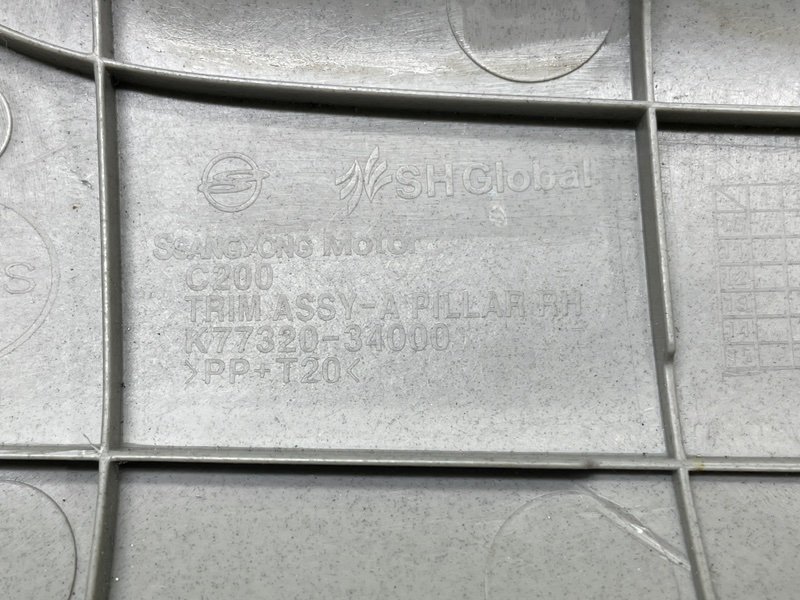 SH Global
SSANGYONG Motor
C200
TRIM ASSY-A PILLAR RH
K77320-34000
>PP+T20<
S